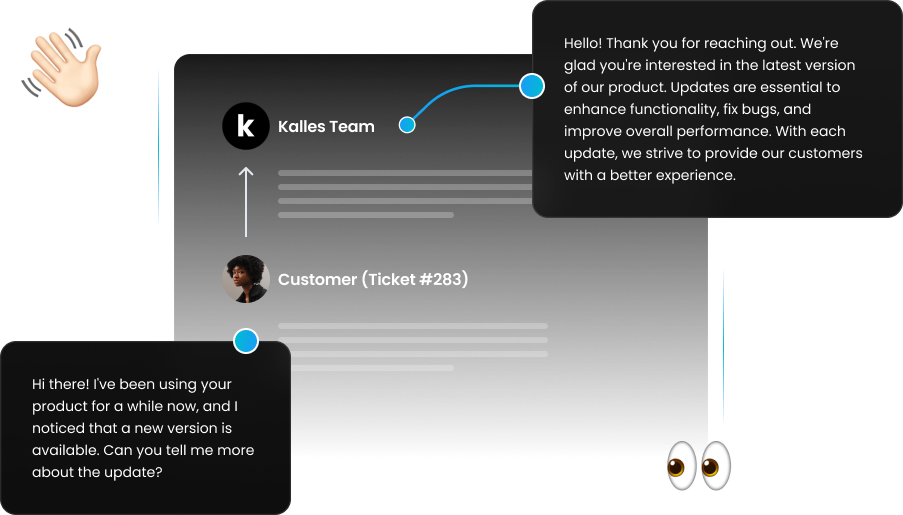 Hello! Thank you for reaching out. We're
glad you're interested in the latest version
of our product. Updates are essential to
enhance functionality, fix bugs, and
improve overall performance. With each
update, we strive to provide our customers
with a better experience.
k
Kalles Team
Customer (Ticket #283)
Hi there! I've been using your
product for a while now, and I
noticed that a new version is
available. Can you tell me more
about the update?